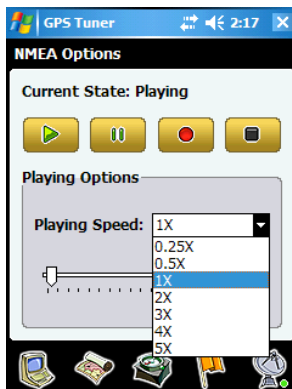 GPS Tuner 2:17
NMEA Options
Current State: Playing
Playing Options
Playing Speed: 1X
0.25X
0.5X
1X
2X
3X
4X
5X